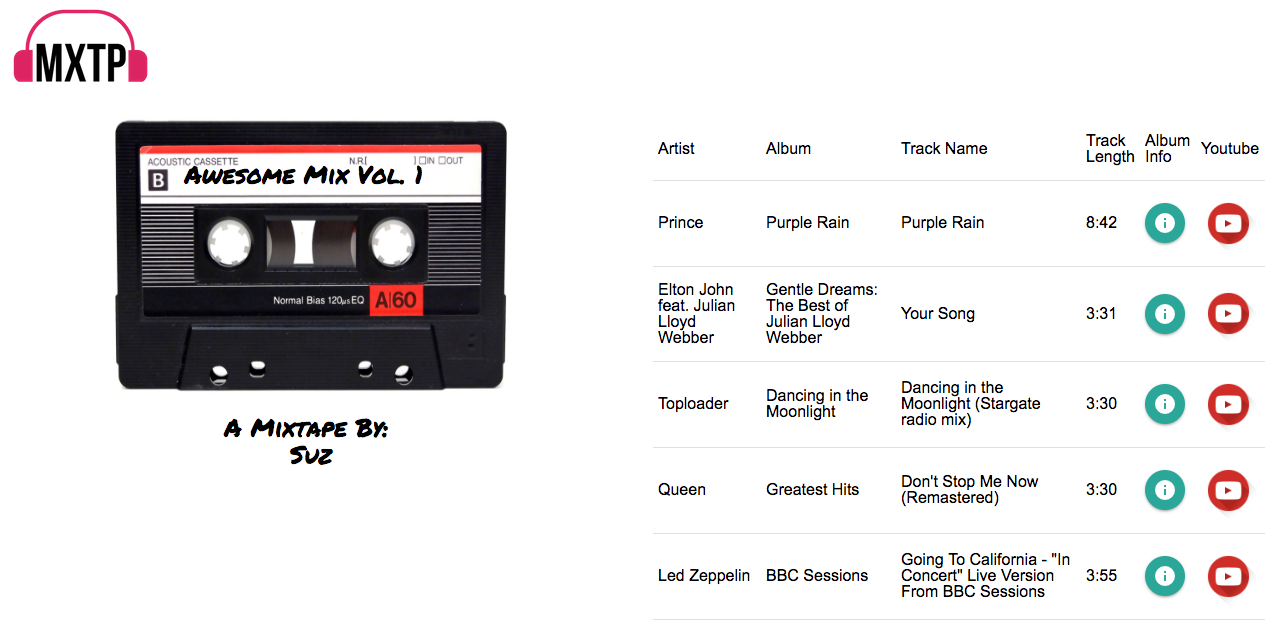 MXTP
ACOUSTIC CASSETTE N.R[ ] IN OUT
B Awesome Mix Vol. 1
Normal Bias 120μs EQ A|60
A Mixtape By:
Suz
Artist Album Track Name Track Length Album Info Youtube
Prince Purple Rain Purple Rain 8:42
Elton John feat. Julian Lloyd Webber Gentle Dreams: The Best of Julian Lloyd Webber Your Song 3:31
Toploader Dancing in the Moonlight Dancing in the Moonlight (Stargate radio mix) 3:30
Queen Greatest Hits Don't Stop Me Now (Remastered) 3:30
Led Zeppelin BBC Sessions Going To California - "In Concert" Live Version From BBC Sessions 3:55